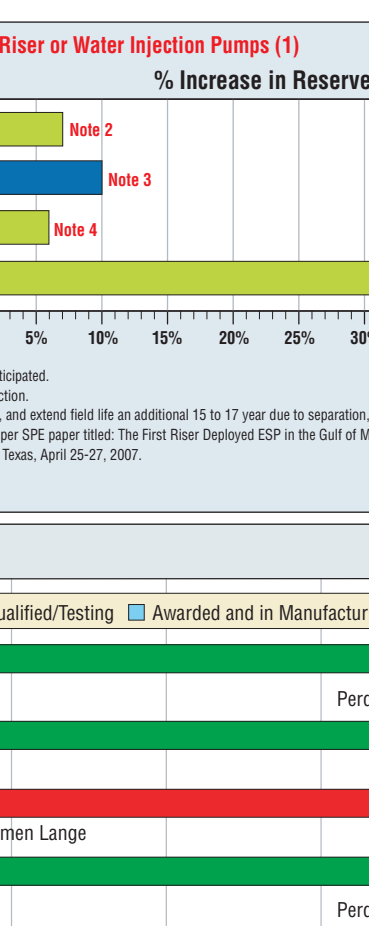 Riser or Water Injection Pumps (1)
% Increase in Reserve
Note 2
Note 3
Note 4
5% 10% 15% 20% 25% 30%
ticipated.
ction.
, and extend field life an additional 15 to 17 year due to separation,
per SPE paper titled: The First Riser Deployed ESP in the Gulf of M
Texas, April 25-27, 2007.
ualified/Testing Awarded and in Manufactur
Perd
men Lange
Perd